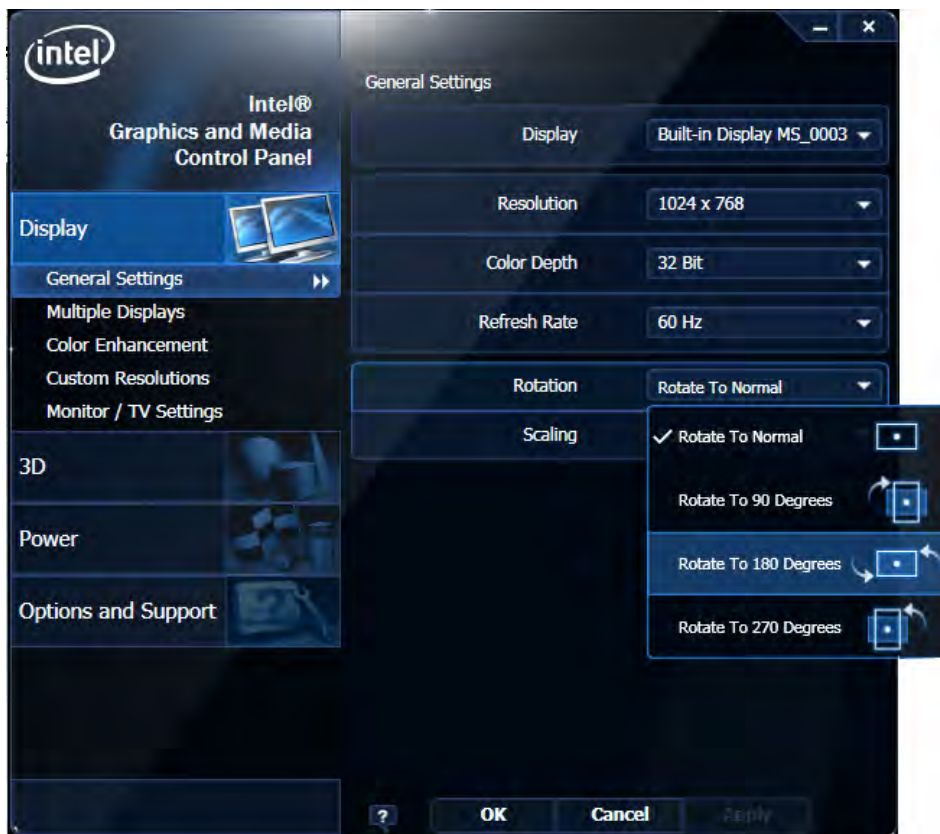 intel
Intel®
Graphics and Media
Control Panel
Display
General Settings
Multiple Displays
Color Enhancement
Custom Resolutions
Monitor / TV Settings
3D
Power
Options and Support
General Settings
Display Built-in Display MS_0003
Resolution 1024 x 768
Color Depth 32 Bit
Refresh Rate 60 Hz
Rotation Rotate To Normal
Scaling
Rotate To Normal
Rotate To 90 Degrees
Rotate To 180 Degrees
Rotate To 270 Degrees
? OK Cancel Apply